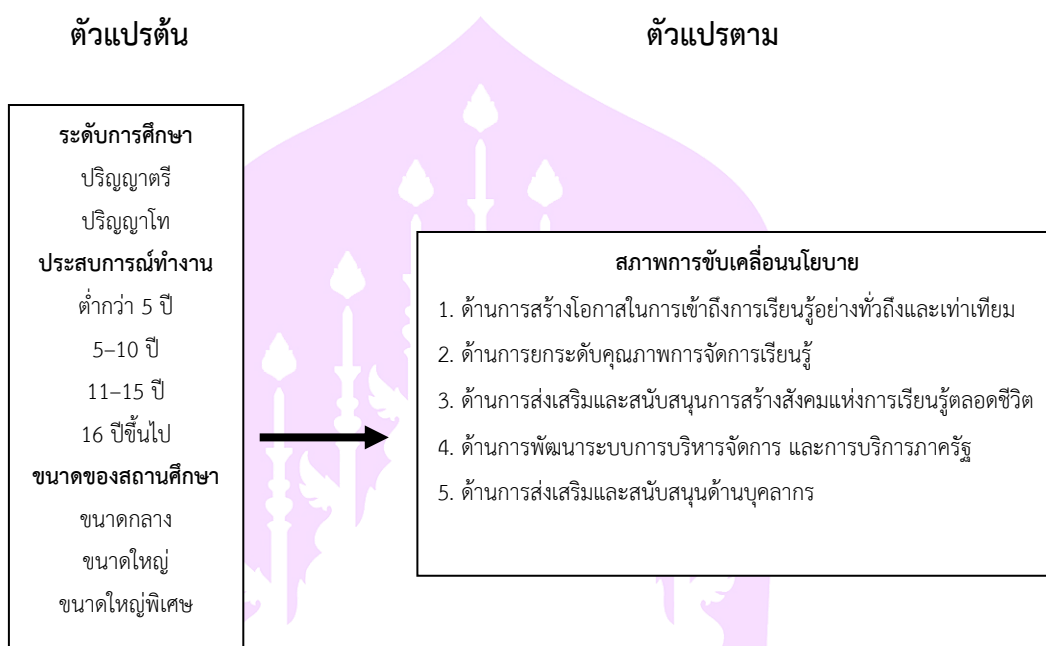 ตัวแปรต้น
ตัวแปรตาม
ระดับการศึกษา
ปริญญาตรี
ปริญญาโท
ประสบการณ์ทำงาน
ต่ำกว่า 5 ปี
5–10 ปี
11–15 ปี
16 ปีขึ้นไป
ขนาดของสถานศึกษา
ขนาดกลาง
ขนาดใหญ่
ขนาดใหญ่พิเศษ
สภาพการขับเคลื่อนนโยบาย
1. ด้านการสร้างโอกาสในการเข้าถึงการเรียนรู้อย่างทั่วถึงและเท่าเทียม
2. ด้านการยกระดับคุณภาพการจัดการเรียนรู้
3. ด้านการส่งเสริมและสนับสนุนการสร้างสังคมแห่งการเรียนรู้ตลอดชีวิต
4. ด้านการพัฒนาระบบการบริหารจัดการ และการบริการภาครัฐ
5. ด้านการส่งเสริมและสนับสนุนด้านบุคลากร